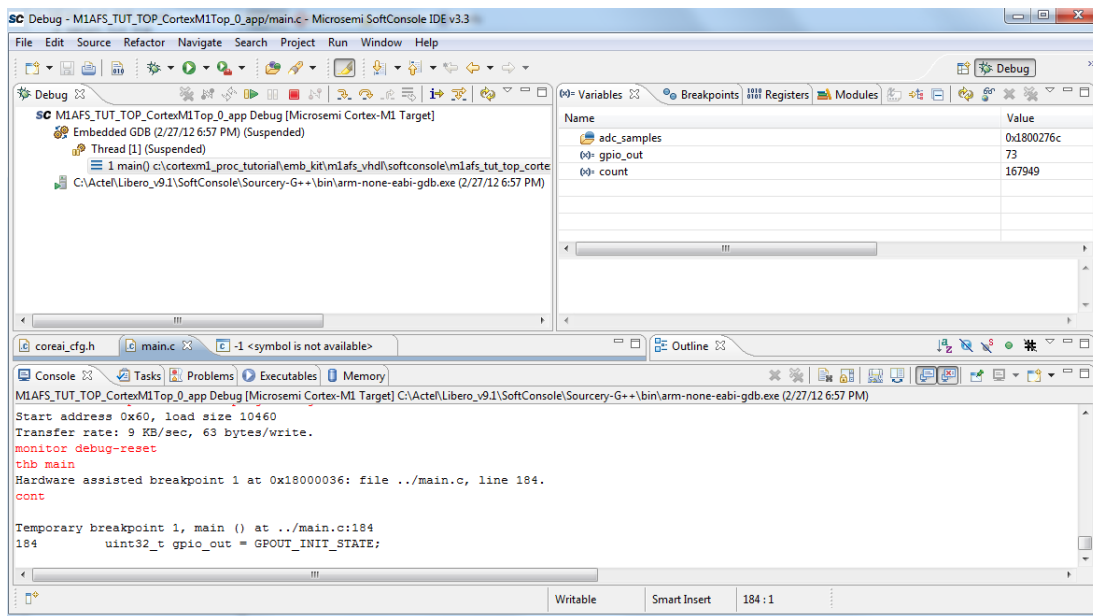 SC Debug - M1AFS_TUT_TOP_CortexM1Top_0_app/main.c - Microsemi SoftConsole IDE v3.3
File Edit Source Refactor Navigate Search Project Run Window Help
Debug
Debug
SC M1AFS_TUT_TOP_CortexM1Top_0_app Debug [Microsemi Cortex-M1 Target]
Embedded GDB (2/27/12 6:57 PM) (Suspended)
Thread [1] (Suspended)
1 main() c:\cortexm1_proc_tutorial\emb_kit\m1afs_vhdl\softconsole\m1afs_tut_top_corte
C:\Actel\Libero_v9.1\SoftConsole\Sourcery-G++\bin\arm-none-eabi-gdb.exe (2/27/12 6:57 PM)
(x)= Variables Breakpoints 1010 0101 Registers Modules
Name Value
adc_samples 0x1800276c
(x)= gpio_out 73
(x)= count 167949
.c coreai_cfg.h .c main.c c -1 <symbol is not available>
Outline
Console Tasks Problems Executables Memory
M1AFS_TUT_TOP_CortexM1Top_0_app Debug [Microsemi Cortex-M1 Target] C:\Actel\Libero_v9.1\SoftConsole\Sourcery-G++\bin\arm-none-eabi-gdb.exe (2/27/12 6:57 PM)
Start address 0x60, load size 10460
Transfer rate: 9 KB/sec, 63 bytes/write.
monitor debug-reset
thb main
Hardware assisted breakpoint 1 at 0x18000036: file ../main.c, line 184.
cont
Temporary breakpoint 1, main () at ../main.c:184
184 uint32_t gpio_out = GPOUT_INIT_STATE;
Writable Smart Insert 184 : 1